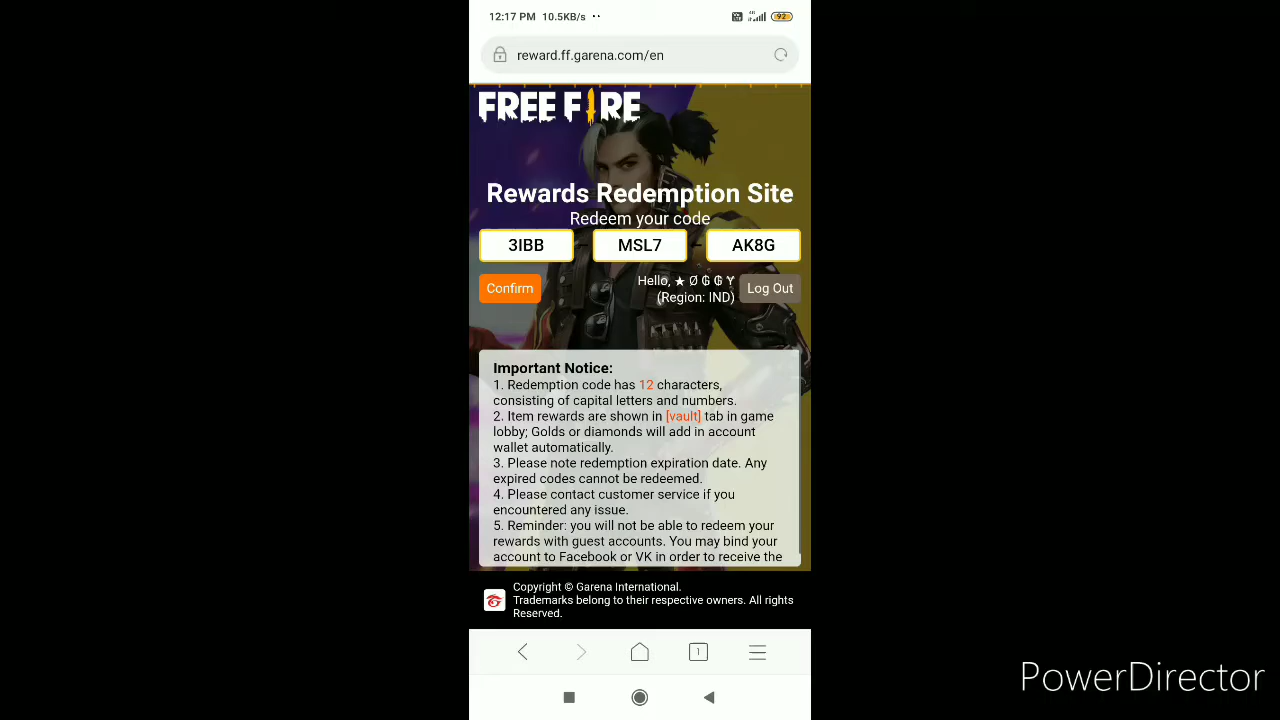 12:17 PM 10.5KB/s ··
4G
92
reward.ff.garena.com/en
FREE FIRE
Rewards Redemption Site
Redeem your code
3IBB - MSL7 - AK8G
Confirm
Hello, ★ Ø ₲ ₲ Ɏ
(Region: IND)
Log Out
Important Notice:
1. Redemption code has 12 characters,
consisting of capital letters and numbers.
2. Item rewards are shown in [vault] tab in game
lobby; Golds or diamonds will add in account
wallet automatically.
3. Please note redemption expiration date. Any
expired codes cannot be redeemed.
4. Please contact customer service if you
encountered any issue.
5. Reminder: you will not be able to redeem your
rewards with guest accounts. You may bind your
account to Facebook or VK in order to receive the
Copyright © Garena International.
Trademarks belong to their respective owners. All rights
Reserved.
1
PowerDirector